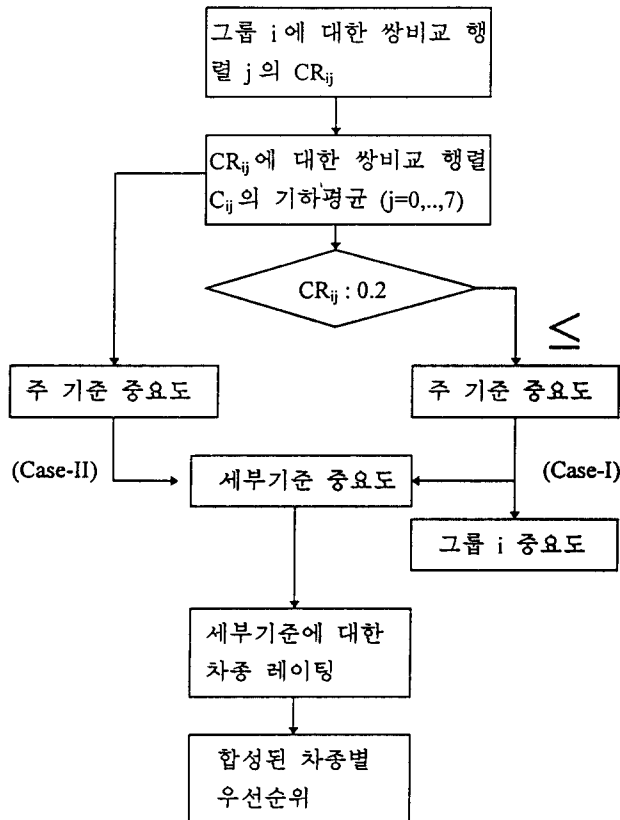 그룹 i에 대한 쌍비교 행
렬 j의 CRij
CRij에 대한 쌍비교 행렬
Cij의 기하평균 (j=0,..,7)
CRij : 0.2
≤
주 기준 중요도
주 기준 중요도
(Case-II)
세부기준 중요도
(Case-I)
그룹 i 중요도
세부기준에 대한
차종 레이팅
합성된 차종별
우선순위